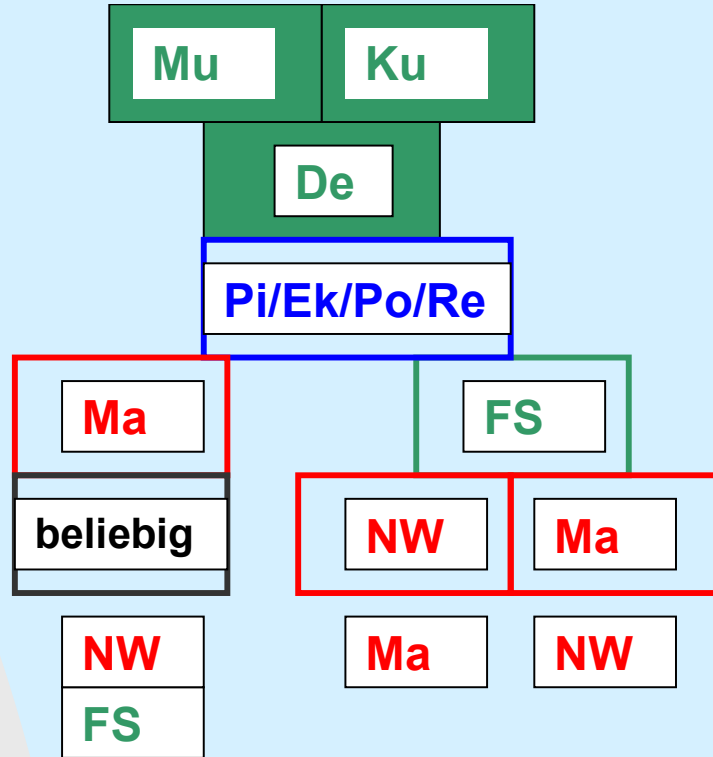 Mu Ku
De
Pi/Ek/Po/Re
Ma FS
beliebig NW Ma
NW Ma NW
FS